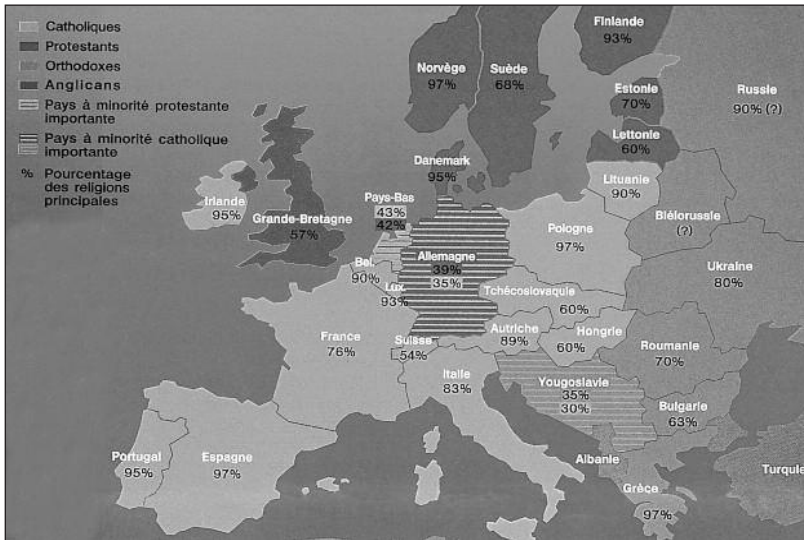 Catholiques
Protestants
Orthodoxes
Anglicans
Pays à minorité protestante
importante
Pays à minorité catholique
importante
% Pourcentage
des religions
principales
Finlande
93%
Norvège
97%
Suède
68%
Estonie
70%
Russie
90% (?)
Lettonie
60%
Danemark
95%
Lituanie
90%
Irlande
95%
Grande-Bretagne
57%
Pays-Bas
43%
42%
Biélorussie
(?)
Pologne
97%
Allemagne
39%
35%
Bel.
90%
Ukraine
80%
Lux.
93%
Tchécoslovaquie
60%
France
76%
Suisse
54%
Autriche
89%
Hongrie
60%
Roumanie
70%
Italie
83%
Yougoslavie
35%
30%
Bulgarie
63%
Portugal
95%
Espagne
97%
Albanie
Turquie
Grèce
97%